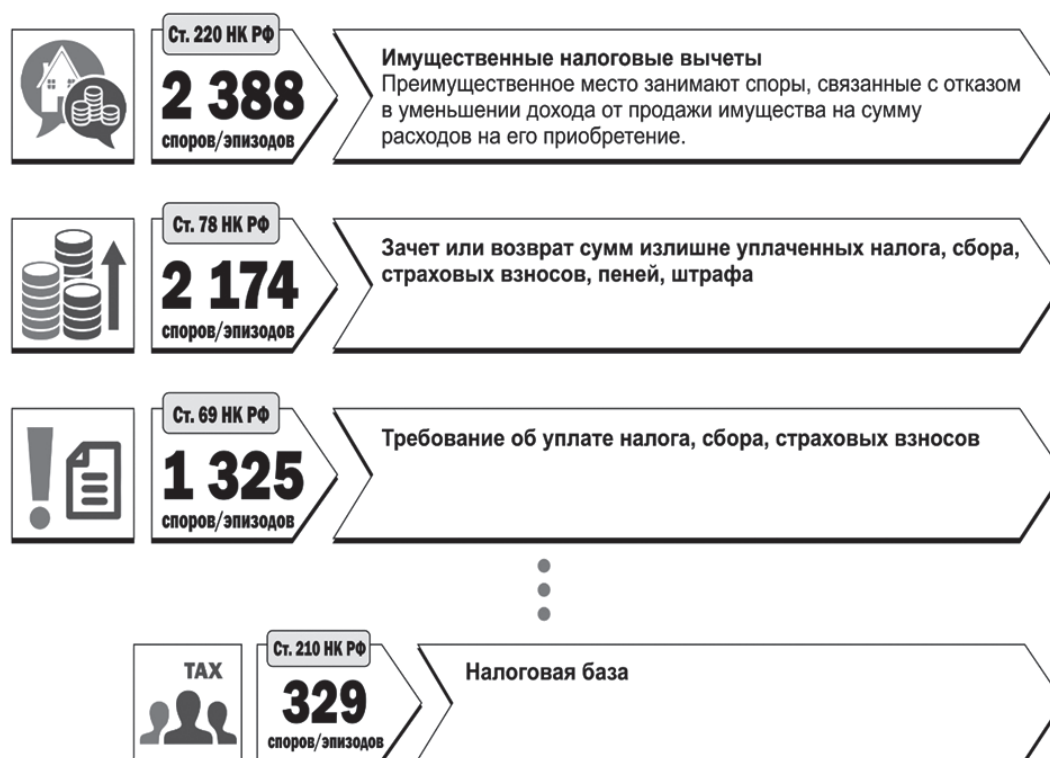 Ст. 220 НК РФ
2 388
споров/эпизодов
Имущественные налоговые вычеты
Преимущественное место занимают споры, связанные с отказом
в уменьшении дохода от продажи имущества на сумму
расходов на его приобретение.
Ст. 78 НК РФ
2 174
споров/эпизодов
Зачет или возврат сумм излишне уплаченных налога, сбора,
страховых взносов, пеней, штрафа
Ст. 69 НК РФ
1 325
споров/эпизодов
Требование об уплате налога, сбора, страховых взносов
TAX
Ст. 210 НК РФ
329
споров/эпизодов
Налоговая база